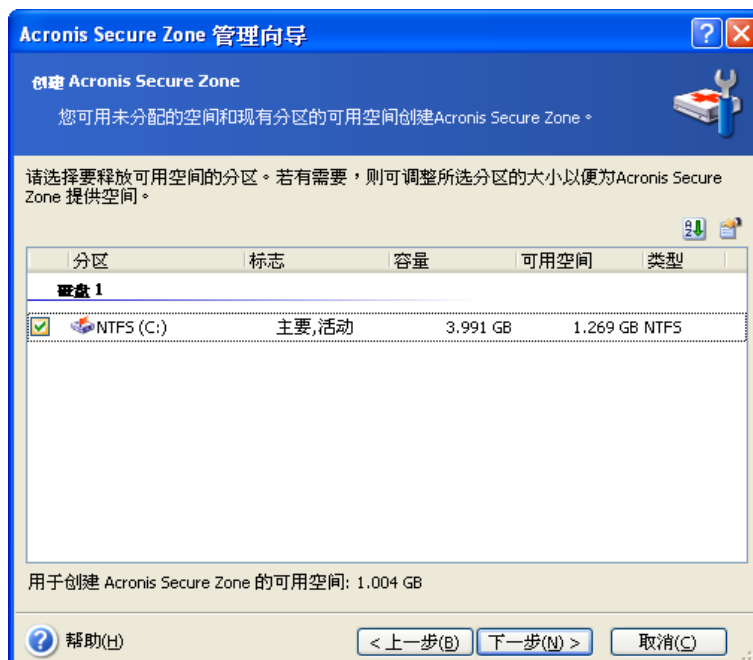 Acronis Secure Zone 管理向导
创建 Acronis Secure Zone
您可用未分配的空间和现有分区的可用空间创建Acronis Secure Zone。
请选择要释放可用空间的分区。若有需要，则可调整所选分区的大小以便为Acronis Secure
Zone 提供空间。
分区 标志 容量 可用空间 类型
磁盘 1
NTFS (C:) 主要,活动 3.991 GB 1.269 GB NTFS
用于创建 Acronis Secure Zone 的可用空间: 1.004 GB
帮助(H) < 上一步(B) 下一步(N) > 取消(C)